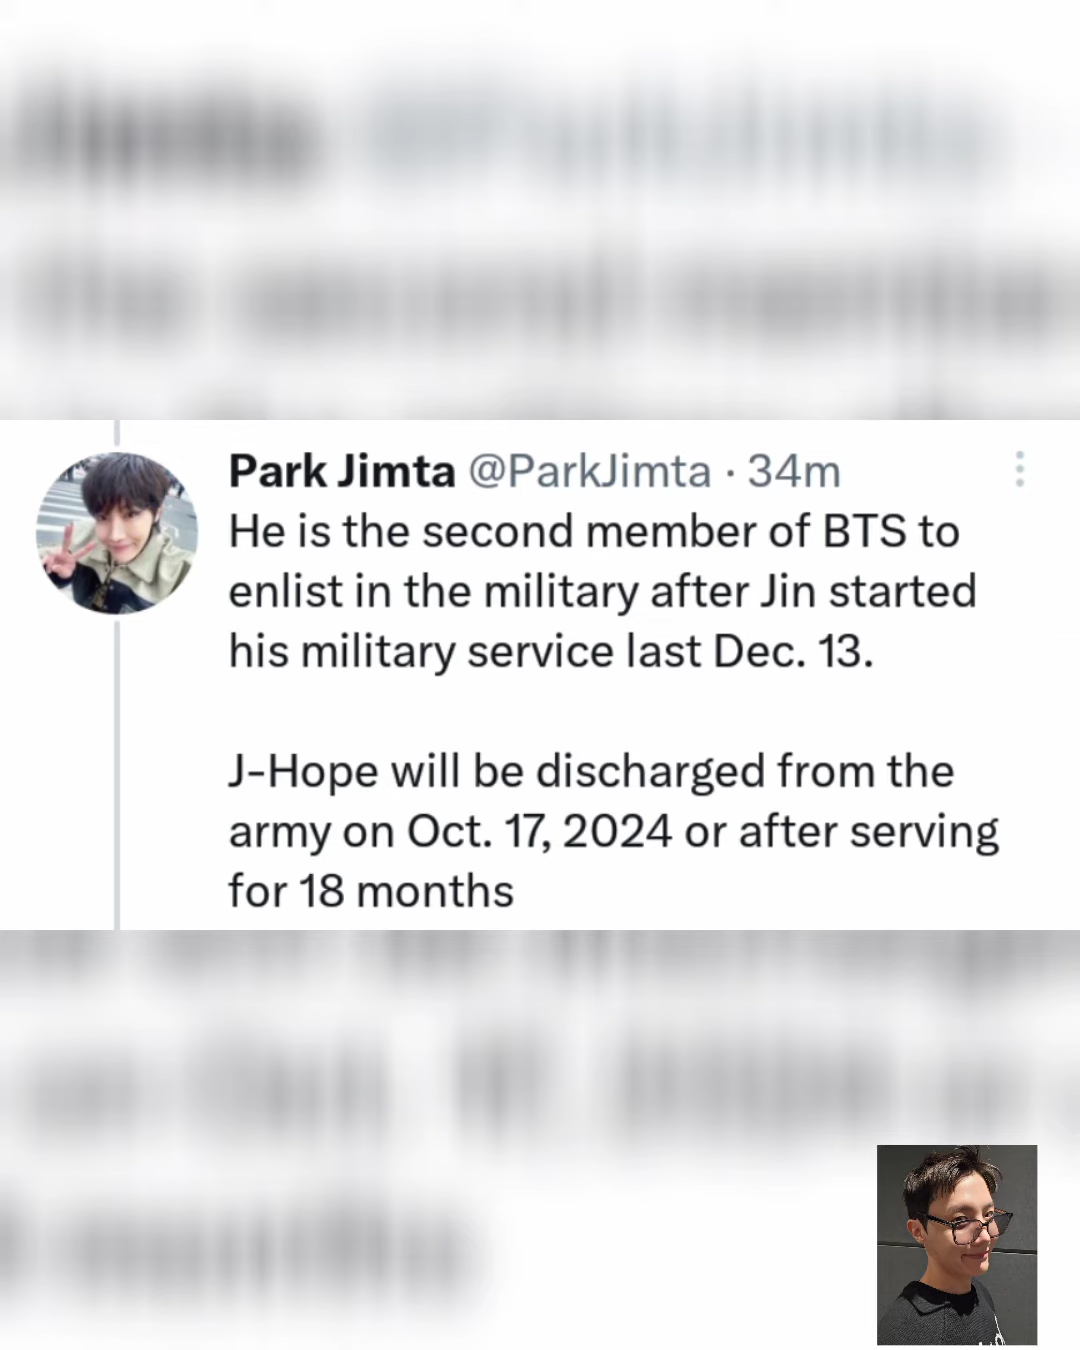 Park Jimta @ParkJimta · 34m
He is the second member of BTS to
enlist in the military after Jin started
his military service last Dec. 13.
J-Hope will be discharged from the
army on Oct. 17, 2024 or after serving
for 18 months